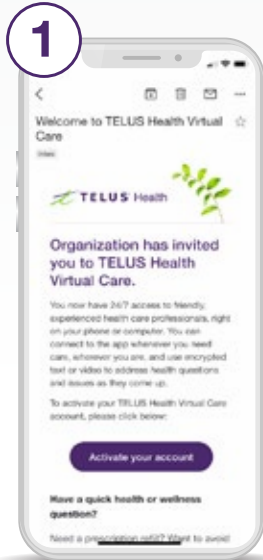 1
Welcome to TELUS Health Virtual
Care
Inbox
TELUS Health
Organization has invited
you to TELUS Health
Virtual Care.
You now have 24/7 access to friendly,
experienced health care professionals, right
on your phone or computer. You can
connect to the app whenever you need
care, wherever you are, and use encrypted
text or video to address health questions
and issues as they come up.
To activate your TELUS Health Virtual Care
account, please click below:
Activate your account
Have a quick health or wellness
question?
Need a prescription refill? Want to avoid